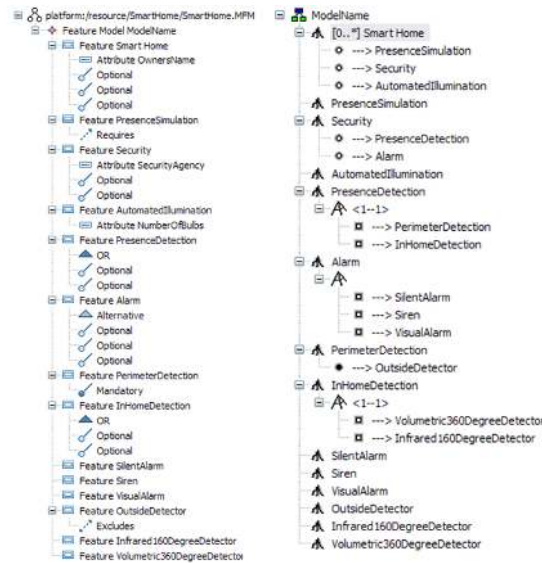 platform:/resource/SmartHome/SmartHome.MFM
Feature Model ModelName
Feature Smart Home
Attribute OwnersName
Optional
Optional
Optional
Feature PresenceSimulation
Requires
Feature Security
Attribute SecurityAgency
Optional
Optional
Feature AutomatedIllumination
Attribute NumberOfBulbs
Feature PresenceDetection
OR
Optional
Optional
Feature Alarm
Alternative
Optional
Optional
Optional
Feature PerimeterDetection
Mandatory
Feature InHomeDetection
OR
Optional
Optional
Feature SilentAlarm
Feature Siren
Feature VisualAlarm
Feature OutsideDetector
Excludes
Feature Infrared160DegreeDetector
Feature Volumetric360DegreeDetector
ModelName
[0..*] Smart Home
---> PresenceSimulation
---> Security
---> AutomatedIllumination
PresenceSimulation
Security
---> PresenceDetection
---> Alarm
AutomatedIllumination
PresenceDetection
<1--1>
---> PerimeterDetection
---> InHomeDetection
Alarm
---> SilentAlarm
---> Siren
---> VisualAlarm
PerimeterDetection
---> OutsideDetector
InHomeDetection
<1--1>
---> Volumetric360DegreeDetector
---> Infrared160DegreeDetector
SilentAlarm
Siren
VisualAlarm
OutsideDetector
Infrared160DegreeDetector
Volumetric360DegreeDetector